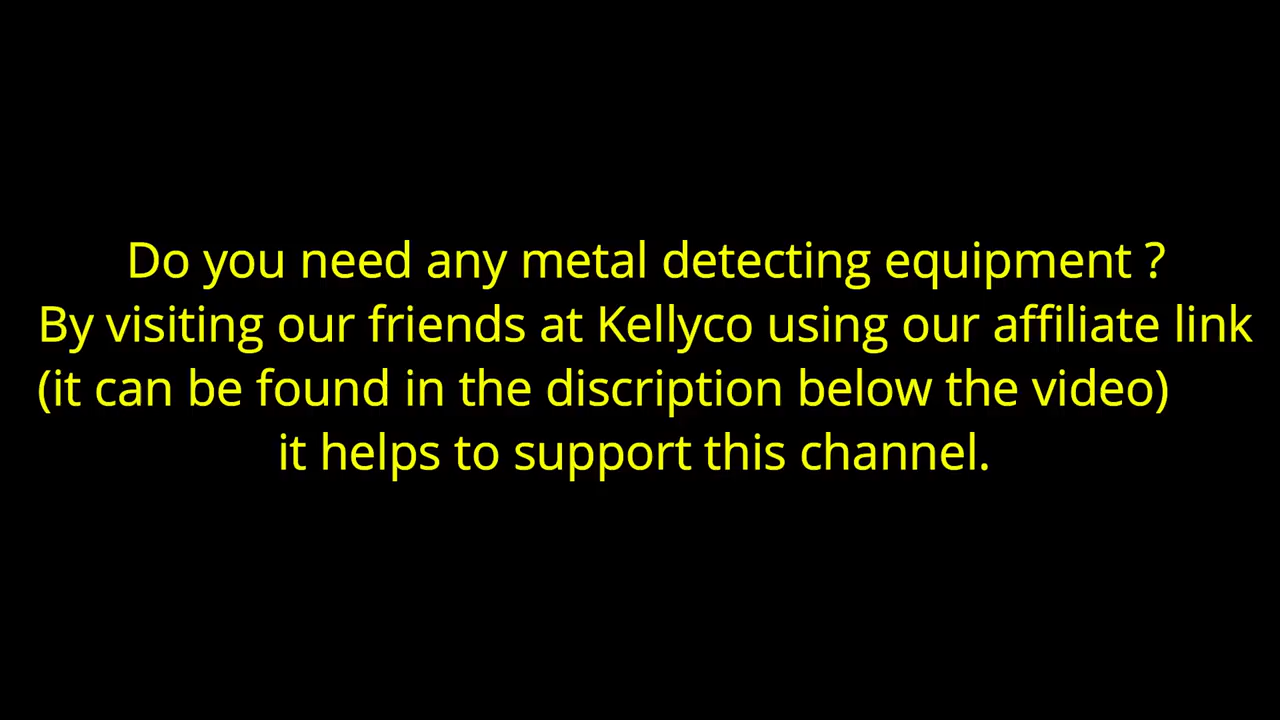 Do you need any metal detecting equipment ?
By visiting our friends at Kellyco using our affiliate link
(it can be found in the discription below the video)
it helps to support this channel.